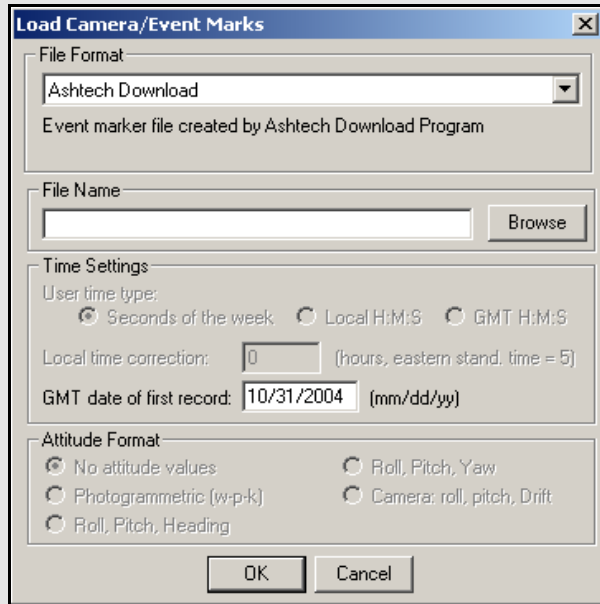 Load Camera/Event Marks
File Format
Ashtech Download
Event marker file created by Ashtech Download Program
File Name
Browse
Time Settings
User time type:
Seconds of the week Local H:M:S GMT H:M:S
Local time correction: 0 (hours, eastern stand. time = 5)
GMT date of first record: 10/31/2004 (mm/dd/yy)
Attitude Format
No attitude values Roll, Pitch, Yaw
Photogrammetric (w-p-k) Camera: roll, pitch, Drift
Roll, Pitch, Heading
OK Cancel